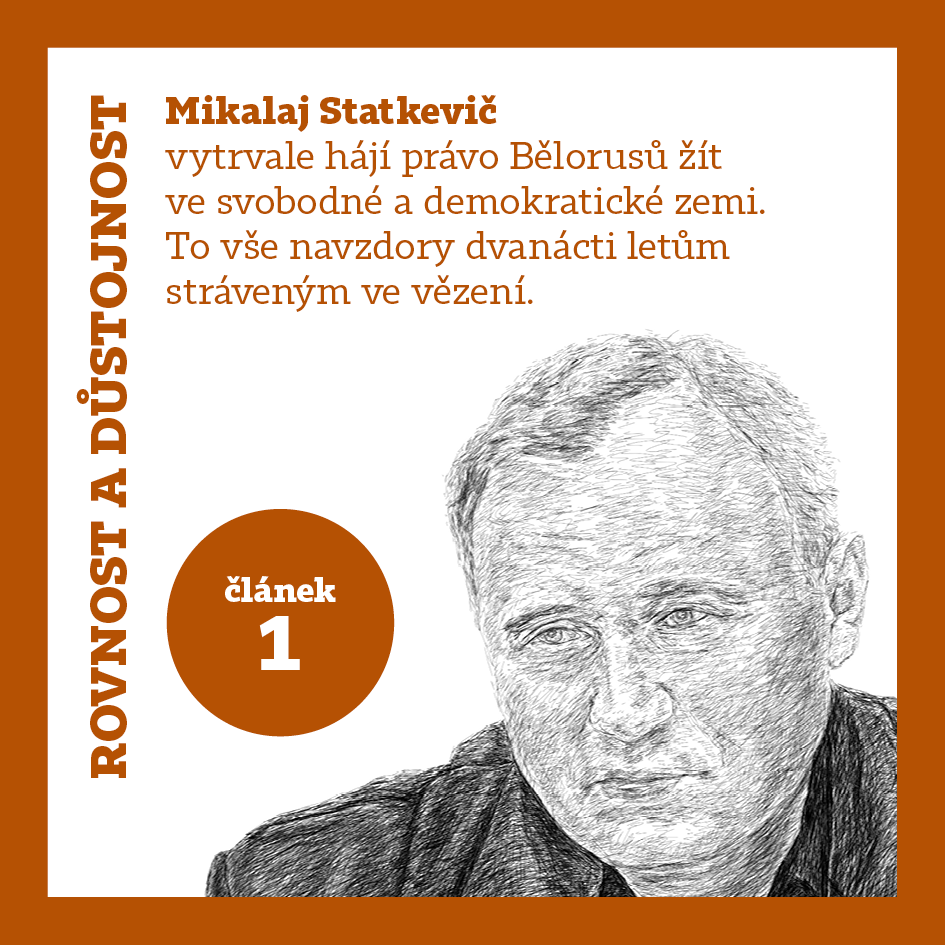 ROVNOST A DŮSTOJNOST
Mikalaj Statkevič
vytrvale hájí právo Bělorusů žít
ve svobodné a demokratické zemi.
To vše navzdory dvanácti letům
stráveným ve vězení.
článek
1